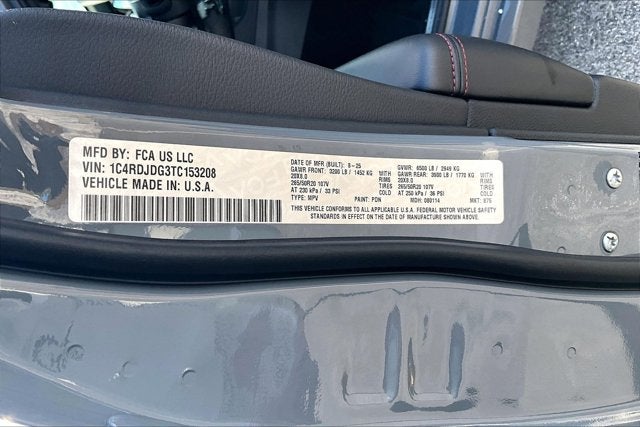 MFD BY: FCA US LLC
VIN: 1C4RDJDG3TC153208
VEHICLE MADE IN: U.S.A.
DATE OF MFR (BUILT): 8-25 GVWR: 6500 LB / 2949 KG
GAWR FRONT: 3200 LB / 1452 KG WITH GAWR REAR: 3900 LB / 1770 KG WITH
20X8.0 RIMS 20X8.0 RIMS
265/50R20 107V TIRES 265/50R20 107V TIRES
AT 230 kPa / 33 PSI COLD AT 250 kPa / 36 PSI COLD
TYPE: MPV PAINT: PDN MDH: 080114 MKT: 876
THIS VEHICLE CONFORMS TO ALL APPLICABLE U.S.A. FEDERAL MOTOR VEHICLE SAFETY
STANDARDS IN EFFECT ON THE DATE OF MANUFACTURE SHOWN ABOVE